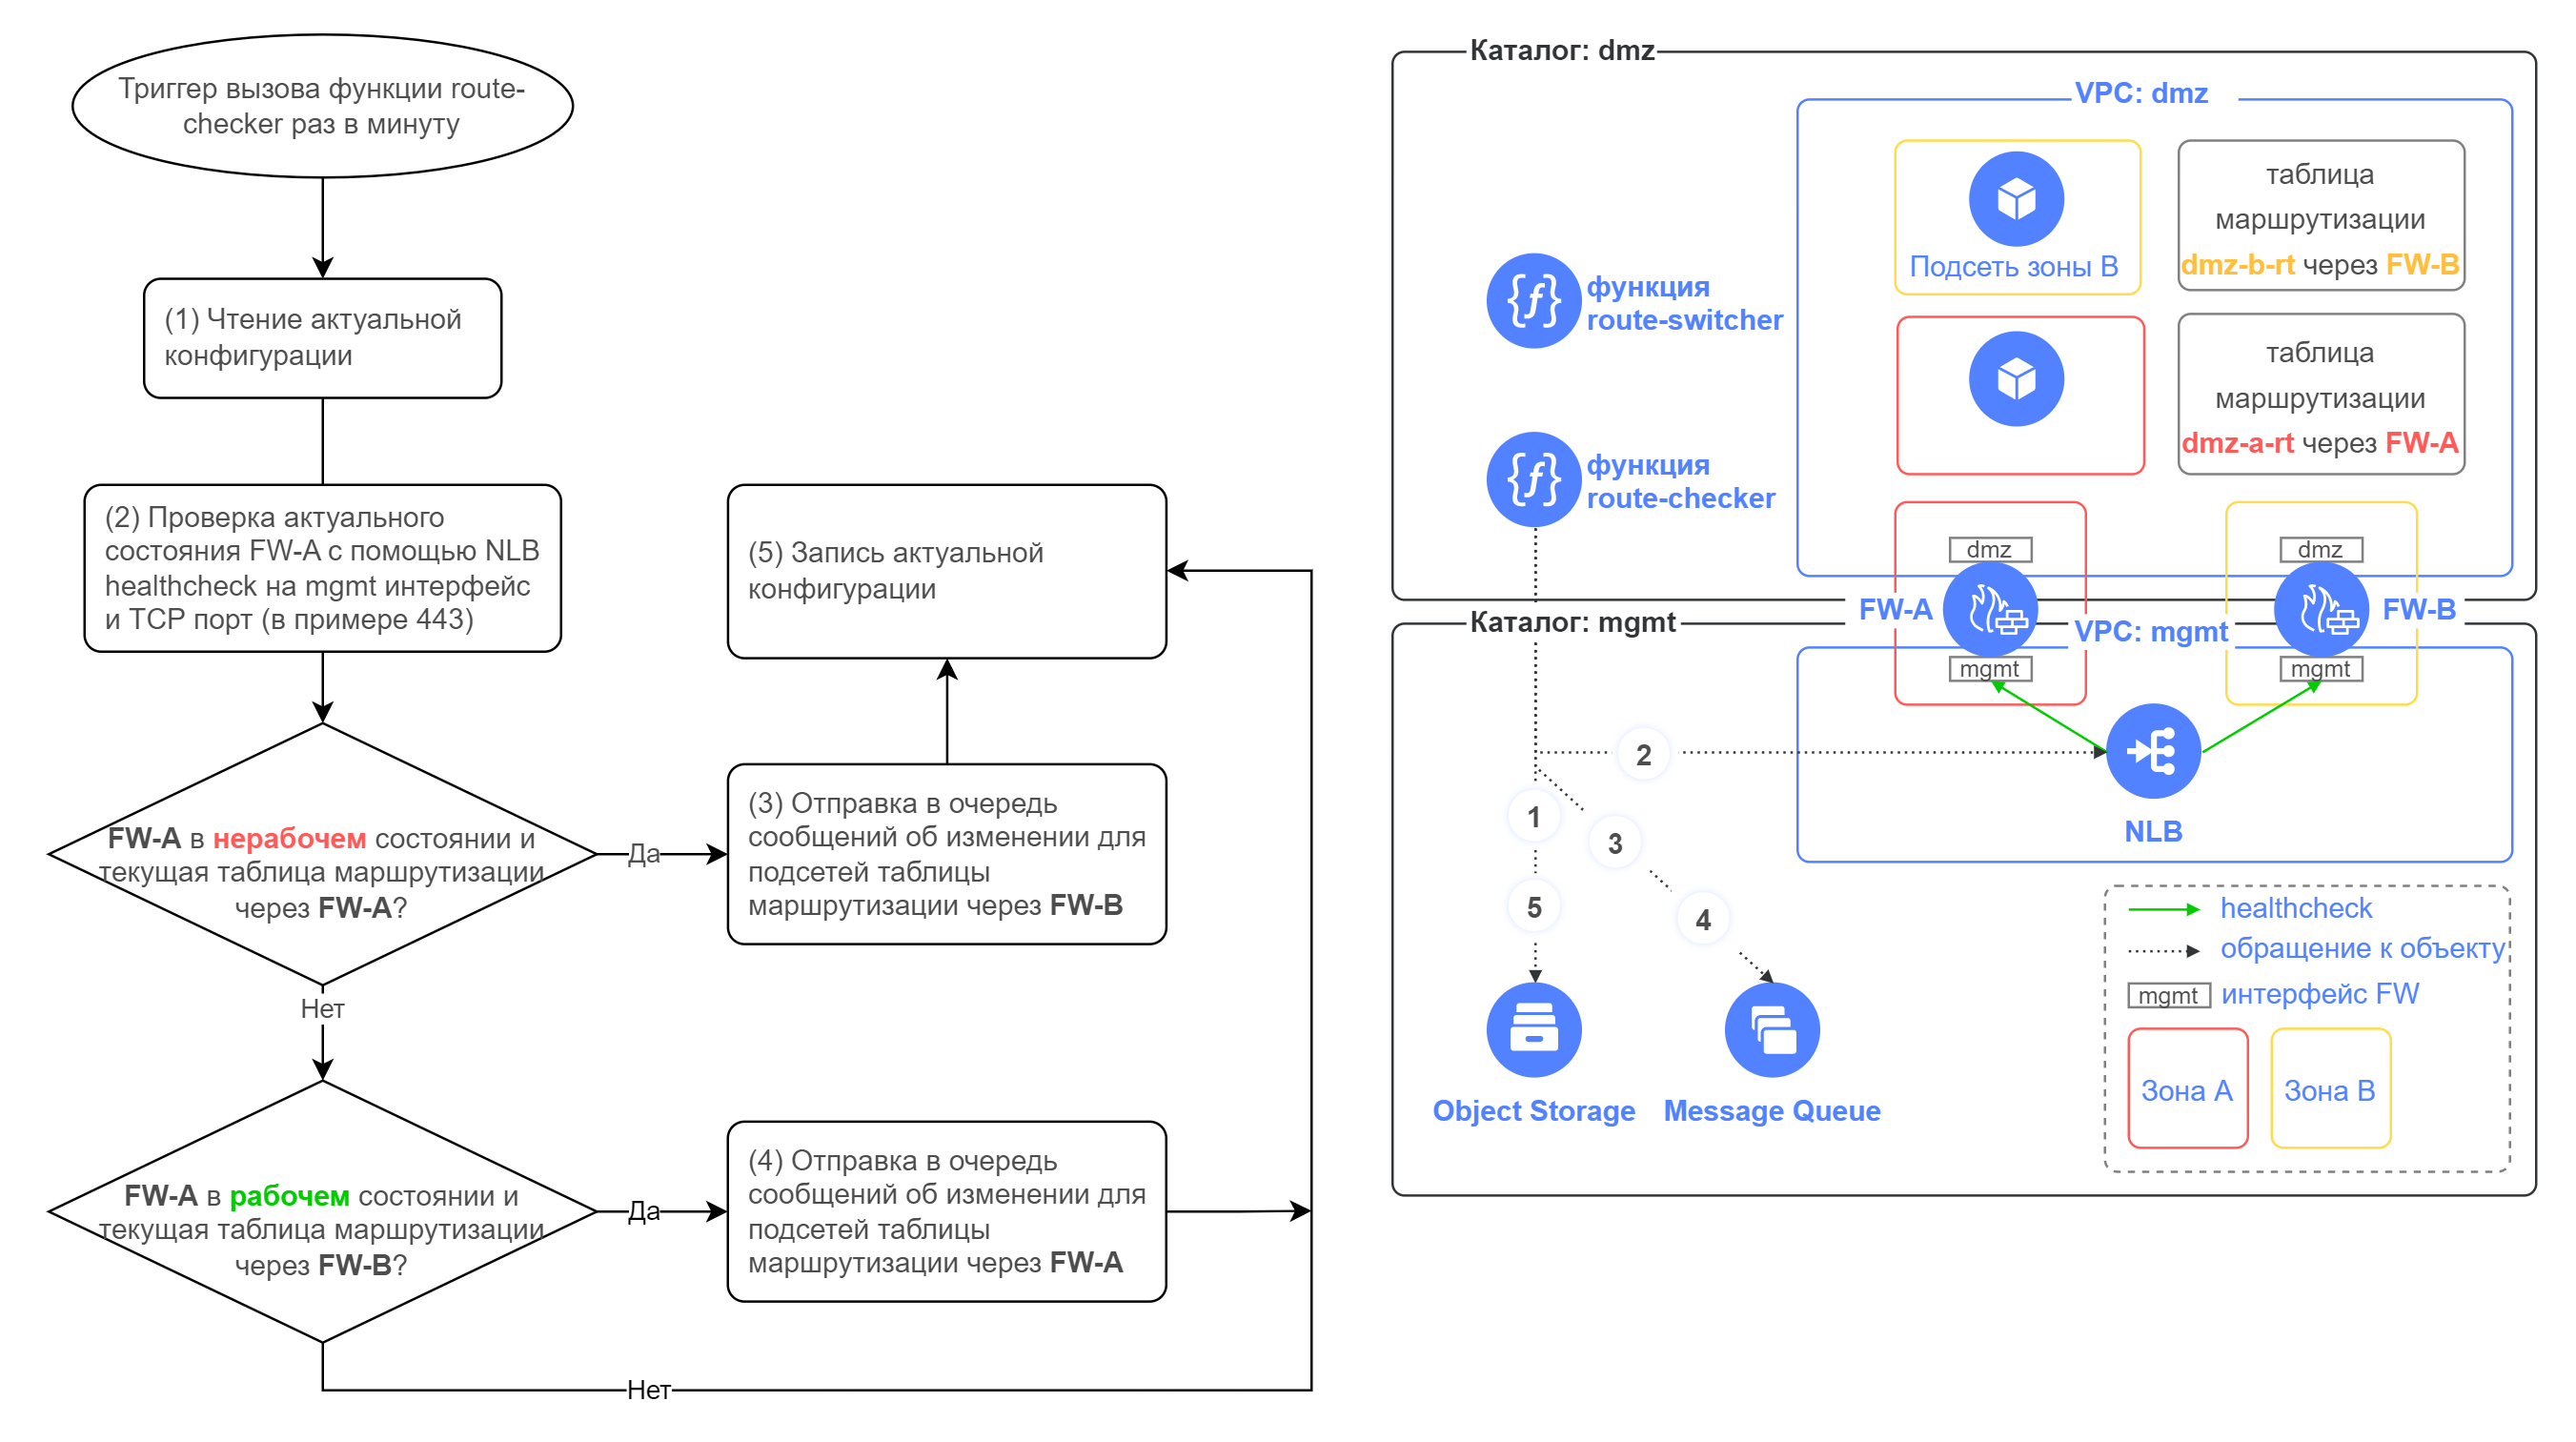 Триггер вызова функции route-
checker раз в минуту
(1) Чтение актуальной
конфигурации
(2) Проверка актуального
состояния FW-A с помощью NLB
healthcheck на mgmt интерфейс
и TCP порт (в примере 443)
FW-A в нерабочем состоянии и
текущая таблица маршрутизации
через FW-A?
Да
Нет
(3) Отправка в очередь
сообщений об изменении для
подсетей таблицы
маршрутизации через FW-B
(5) Запись актуальной
конфигурации
FW-A в рабочем состоянии и
текущая таблица маршрутизации
через FW-B?
Да
Нет
(4) Отправка в очередь
сообщений об изменении для
подсетей таблицы
маршрутизации через FW-A
Каталог: dmz
VPC: dmz
Подсеть зоны B
таблица
маршрутизации
dmz-b-rt через FW-B
функция
route-switcher
таблица
маршрутизации
dmz-a-rt через FW-A
функция
route-checker
dmz
dmz
FW-A
FW-B
Каталог: mgmt
VPC: mgmt
mgmt
mgmt
2
1
3
5
4
NLB
Object Storage
Message Queue
healthcheck
обращение к объекту
mgmt
интерфейс FW
Зона A
Зона B